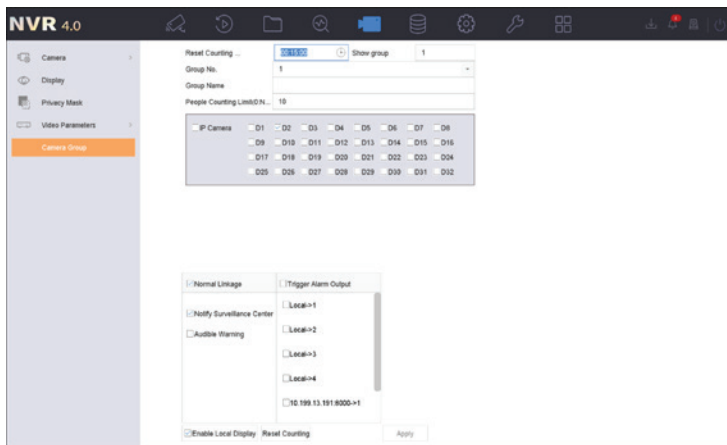 NVR 4.0
Camera
Display
Privacy Mask
Video Parameters
Camera Group
Reset Counting ... 00:15:00 Show group 1
Group No. 1
Group Name
People Counting Limit(0:N... 10
IP Camera D1 D2 D3 D4 D5 D6 D7 D8
D9 D10 D11 D12 D13 D14 D15 D16
D17 D18 D19 D20 D21 D22 D23 D24
D25 D26 D27 D28 D29 D30 D31 D32
Normal Linkage Trigger Alarm Output
Notify Surveillance Center
Audible Warning
Local->1
Local->2
Local->3
Local->4
10.199.13.191:8000->1
Enable Local Display Reset Counting Apply